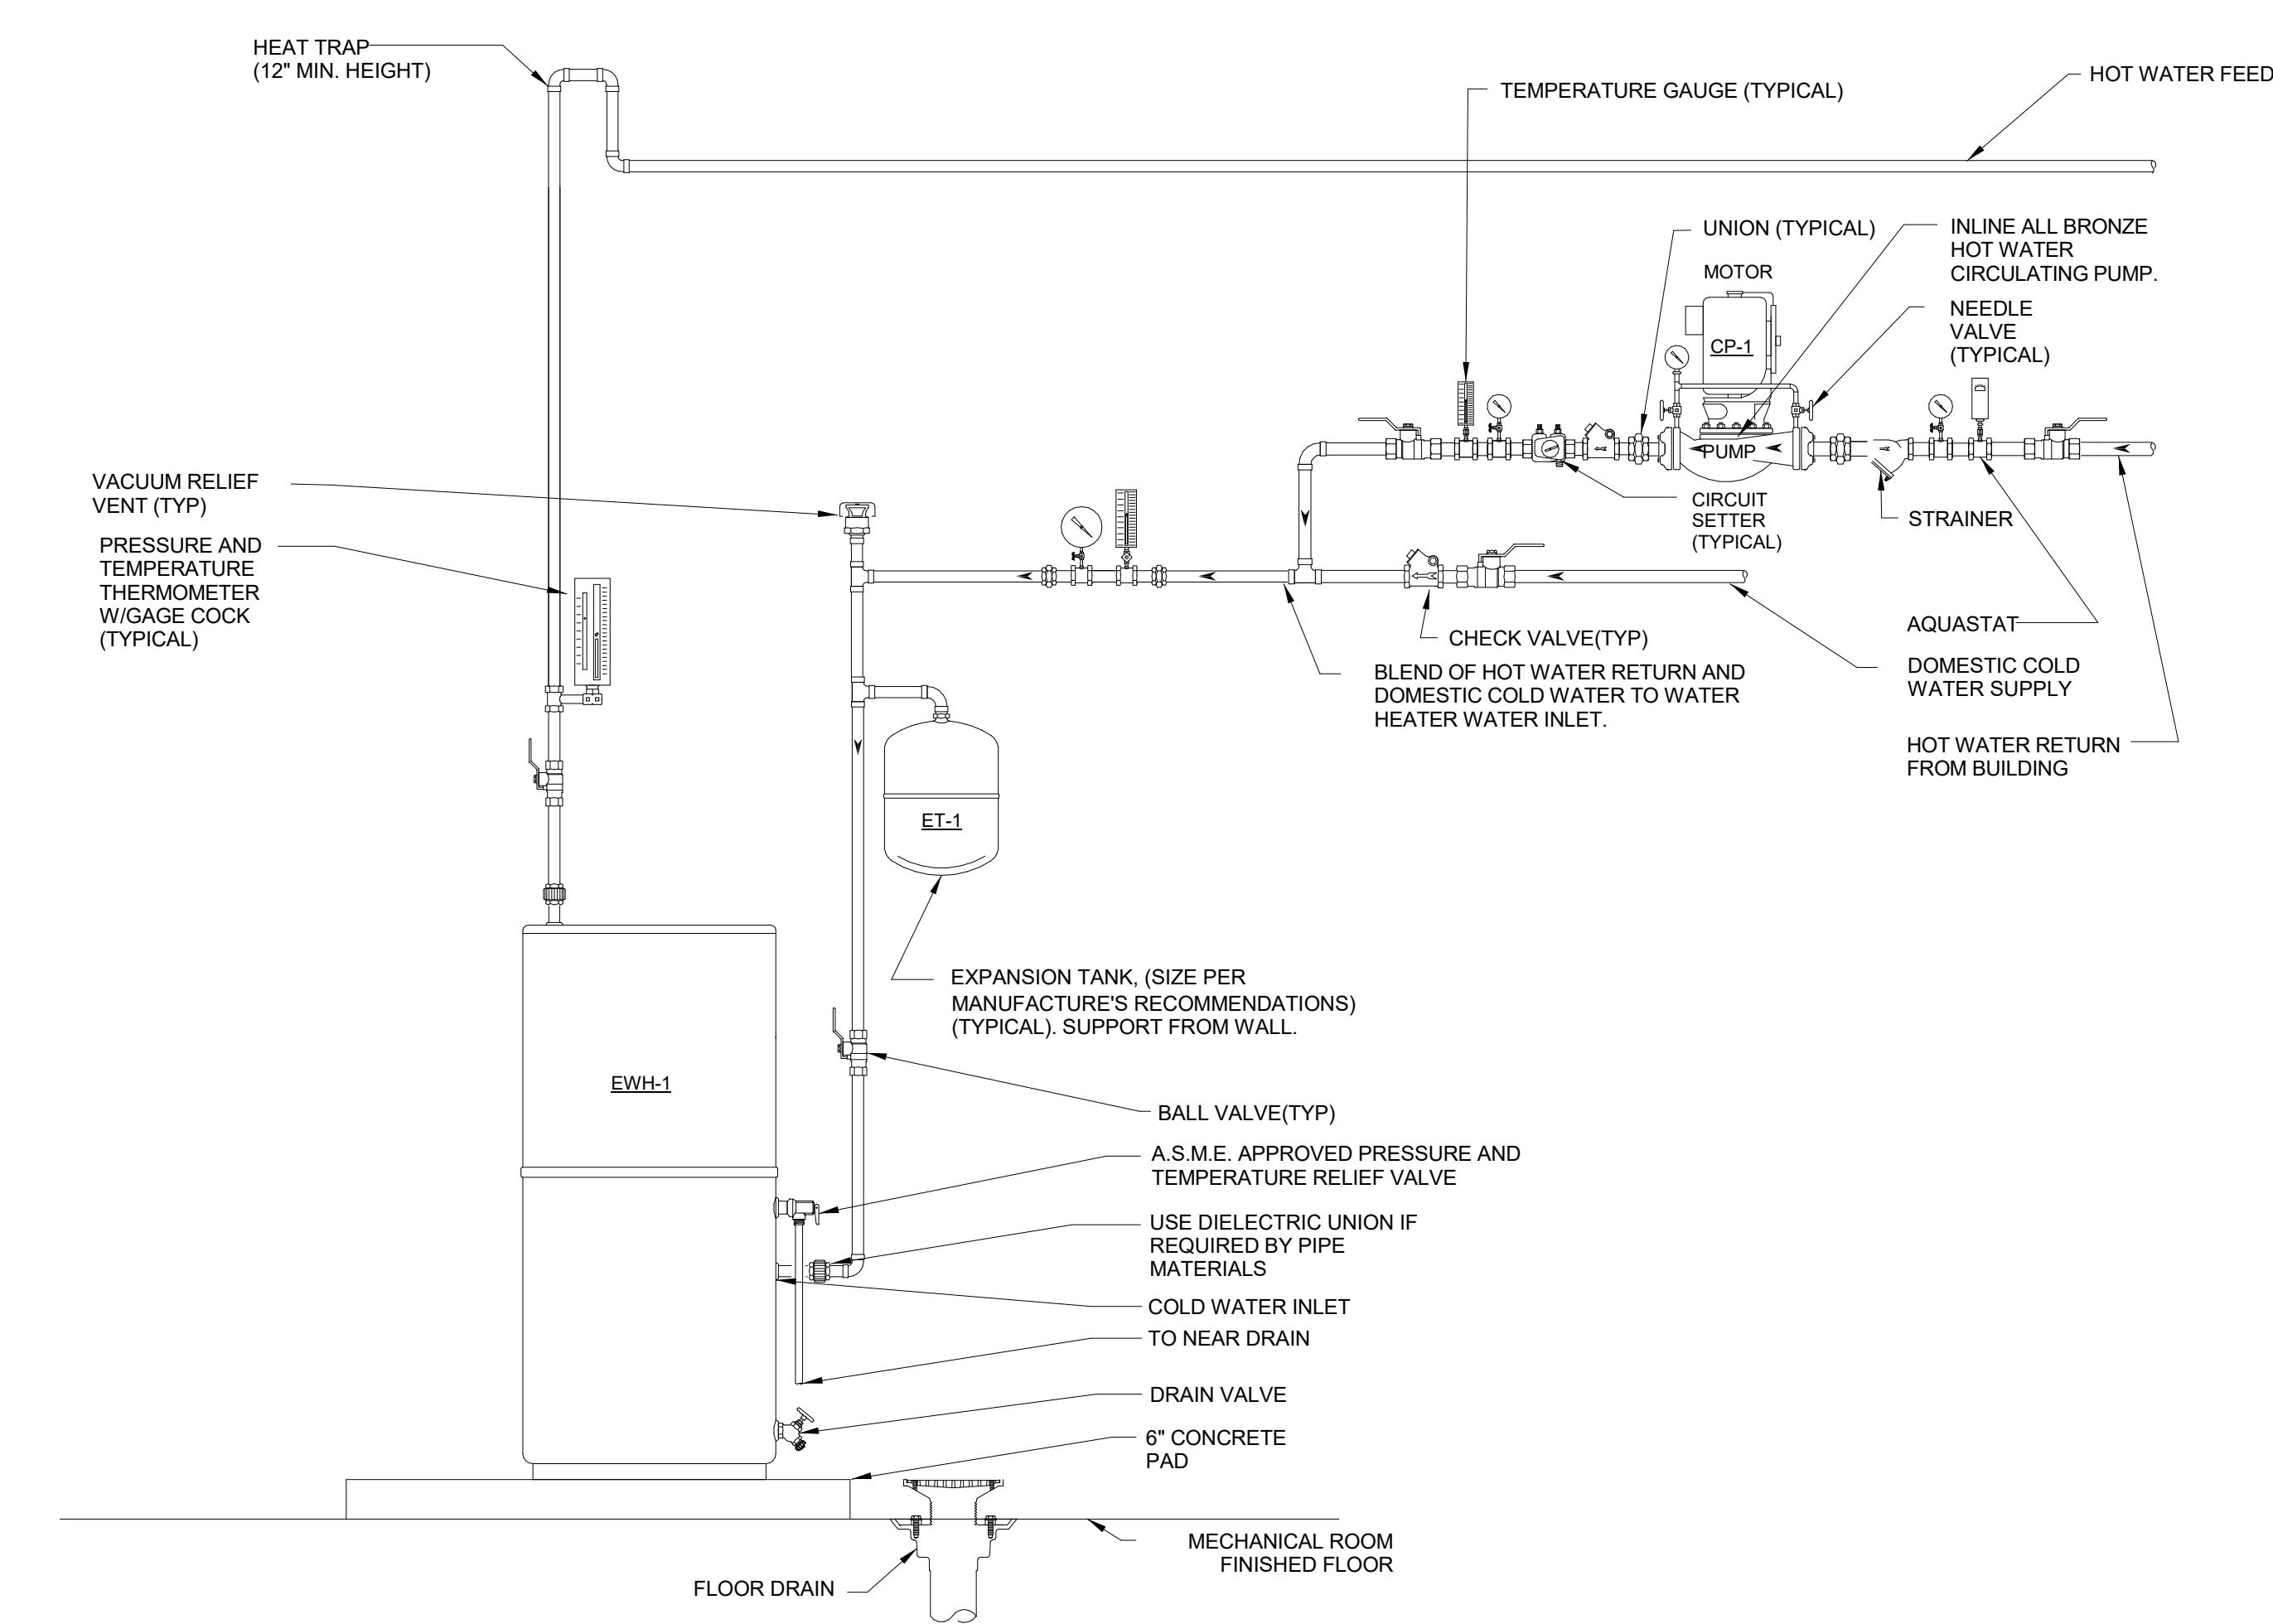 HEAT TRAP
(12" MIN. HEIGHT)
HOT WATER FEED
TEMPERATURE GAUGE (TYPICAL)
UNION (TYPICAL)
INLINE ALL BRONZE
HOT WATER
CIRCULATING PUMP.
MOTOR
NEEDLE
VALVE
(TYPICAL)
CP-1
PUMP
VACUUM RELIEF
VENT (TYP)
CIRCUIT
SETTER
(TYPICAL)
STRAINER
PRESSURE AND
TEMPERATURE
THERMOMETER
W/GAGE COCK
(TYPICAL)
CHECK VALVE(TYP)
AQUASTAT
BLEND OF HOT WATER RETURN AND
DOMESTIC COLD WATER TO WATER
HEATER WATER INLET.
DOMESTIC COLD
WATER SUPPLY
HOT WATER RETURN
FROM BUILDING
ET-1
EXPANSION TANK, (SIZE PER
MANUFACTURE'S RECOMMENDATIONS)
(TYPICAL). SUPPORT FROM WALL.
EWH-1
BALL VALVE(TYP)
A.S.M.E. APPROVED PRESSURE AND
TEMPERATURE RELIEF VALVE
USE DIELECTRIC UNION IF
REQUIRED BY PIPE
MATERIALS
COLD WATER INLET
TO NEAR DRAIN
DRAIN VALVE
6" CONCRETE
PAD
MECHANICAL ROOM
FINISHED FLOOR
FLOOR DRAIN